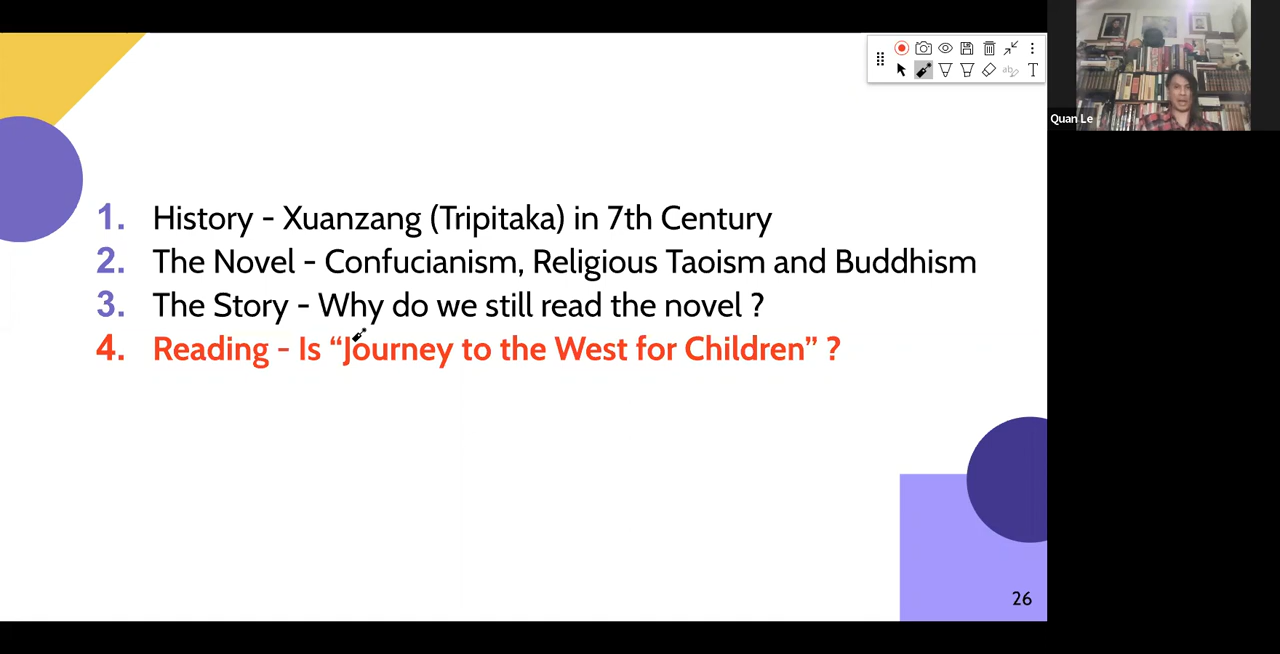 Quan Le
1. History - Xuanzang (Tripitaka) in 7th Century
2. The Novel - Confucianism, Religious Taoism and Buddhism
3. The Story - Why do we still read the novel ?
4. Reading - Is “Journey to the West for Children” ?
26
ab
T